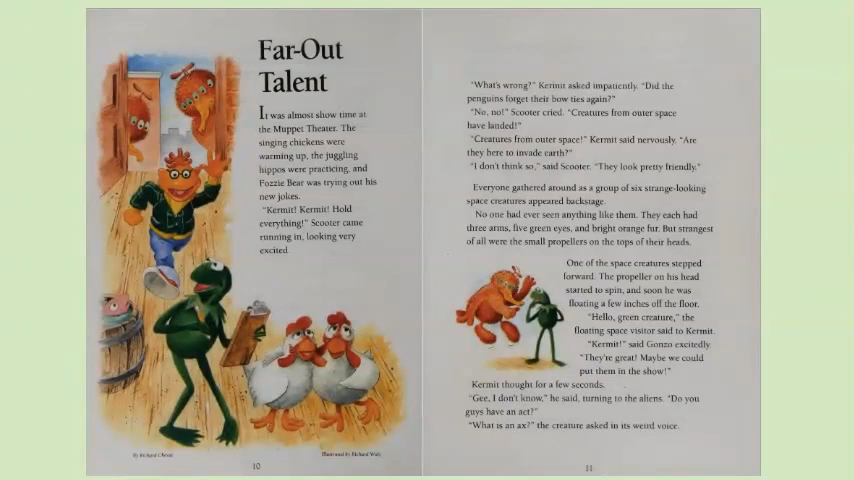 Far-Out
Talent
It was almost show time at
the Muppet Theater. The
singing chickens were
warming up, the juggling
hippos were practicing, and
Fozzie Bear was trying out his
new jokes.
"Kermit! Kermit! Hold
everything!" Scooter came
running in, looking very
excited.
By Richard Chevat
Illustrated by Richard Walz
10
"What's wrong?" Kermit asked impatiently. "Did the
penguins forget their bow ties again?"
"No, no!" Scooter cried. "Creatures from outer space
have landed!"
"Creatures from outer space!" Kermit said nervously. "Are
they here to invade earth?"
"I don't think so," said Scooter. "They look pretty friendly."
Everyone gathered around as a group of six strange-looking
space creatures appeared backstage.
No one had ever seen anything like them. They each had
three arms, five green eyes, and bright orange fur. But strangest
of all were the small propellers on the tops of their heads.
One of the space creatures stepped
forward. The propeller on his head
started to spin, and soon he was
floating a few inches off the floor.
"Hello, green creature," the
floating space visitor said to Kermit.
"Kermit!" said Gonzo excitedly.
"They're great! Maybe we could
put them in the show!"
Kermit thought for a few seconds.
"Gee, I don't know," he said, turning to the aliens. "Do you
guys have an act?"
"What is an ax?" the creature asked in its weird voice.
11